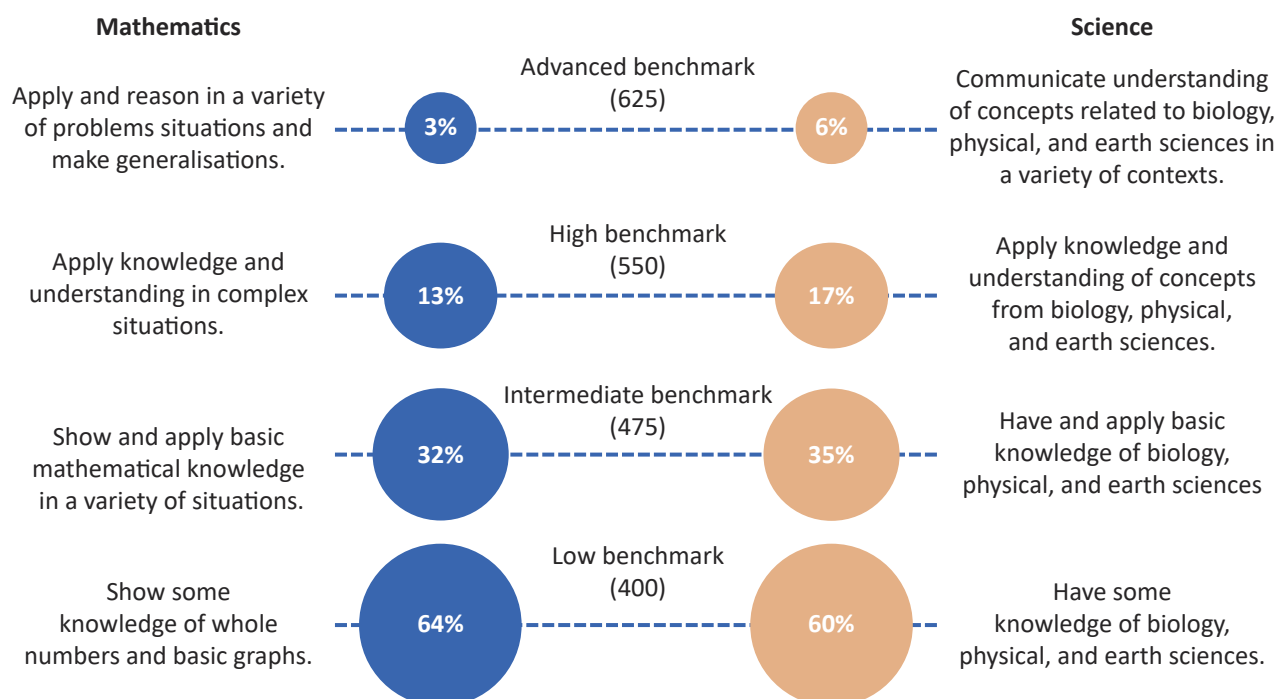 Mathematics
Science
Advanced benchmark
(625)
Apply and reason in a variety
of problems situations and
make generalisations.
3%
6%
Communicate understanding
of concepts related to biology,
physical, and earth sciences in
a variety of contexts.
High benchmark
(550)
Apply knowledge and
understanding in complex
situations.
13%
17%
Apply knowledge and
understanding of concepts
from biology, physical,
and earth sciences.
Intermediate benchmark
(475)
Show and apply basic
mathematical knowledge
in a variety of situations.
32%
35%
Have and apply basic
knowledge of biology,
physical, and earth sciences
Low benchmark
(400)
Show some
knowledge of whole
numbers and basic graphs.
64%
60%
Have some
knowledge of biology,
physical, and earth sciences.